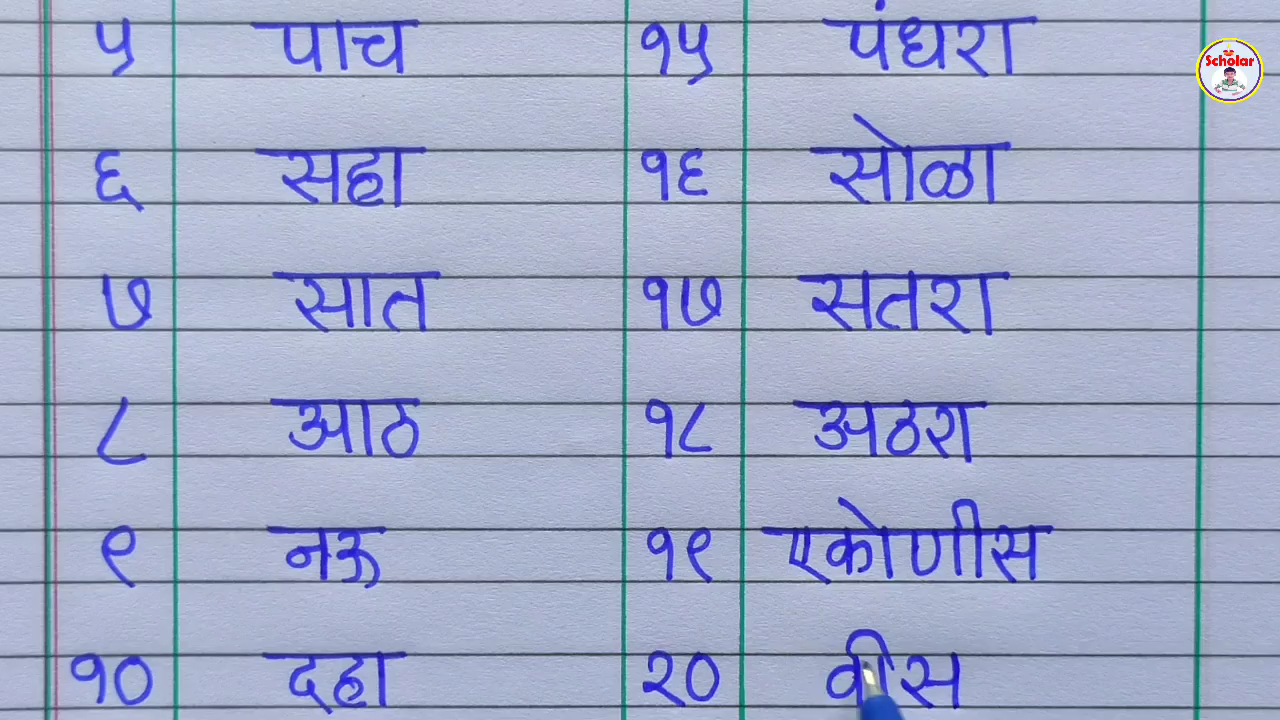 ५ पाच १५ पंधरा
Scholar
६ सहा १६ सोळा
७ सात १७ सतरा
८ आठ १८ अठरा
९ नऊ १९ एकोणीस
१० दहा २० वीस